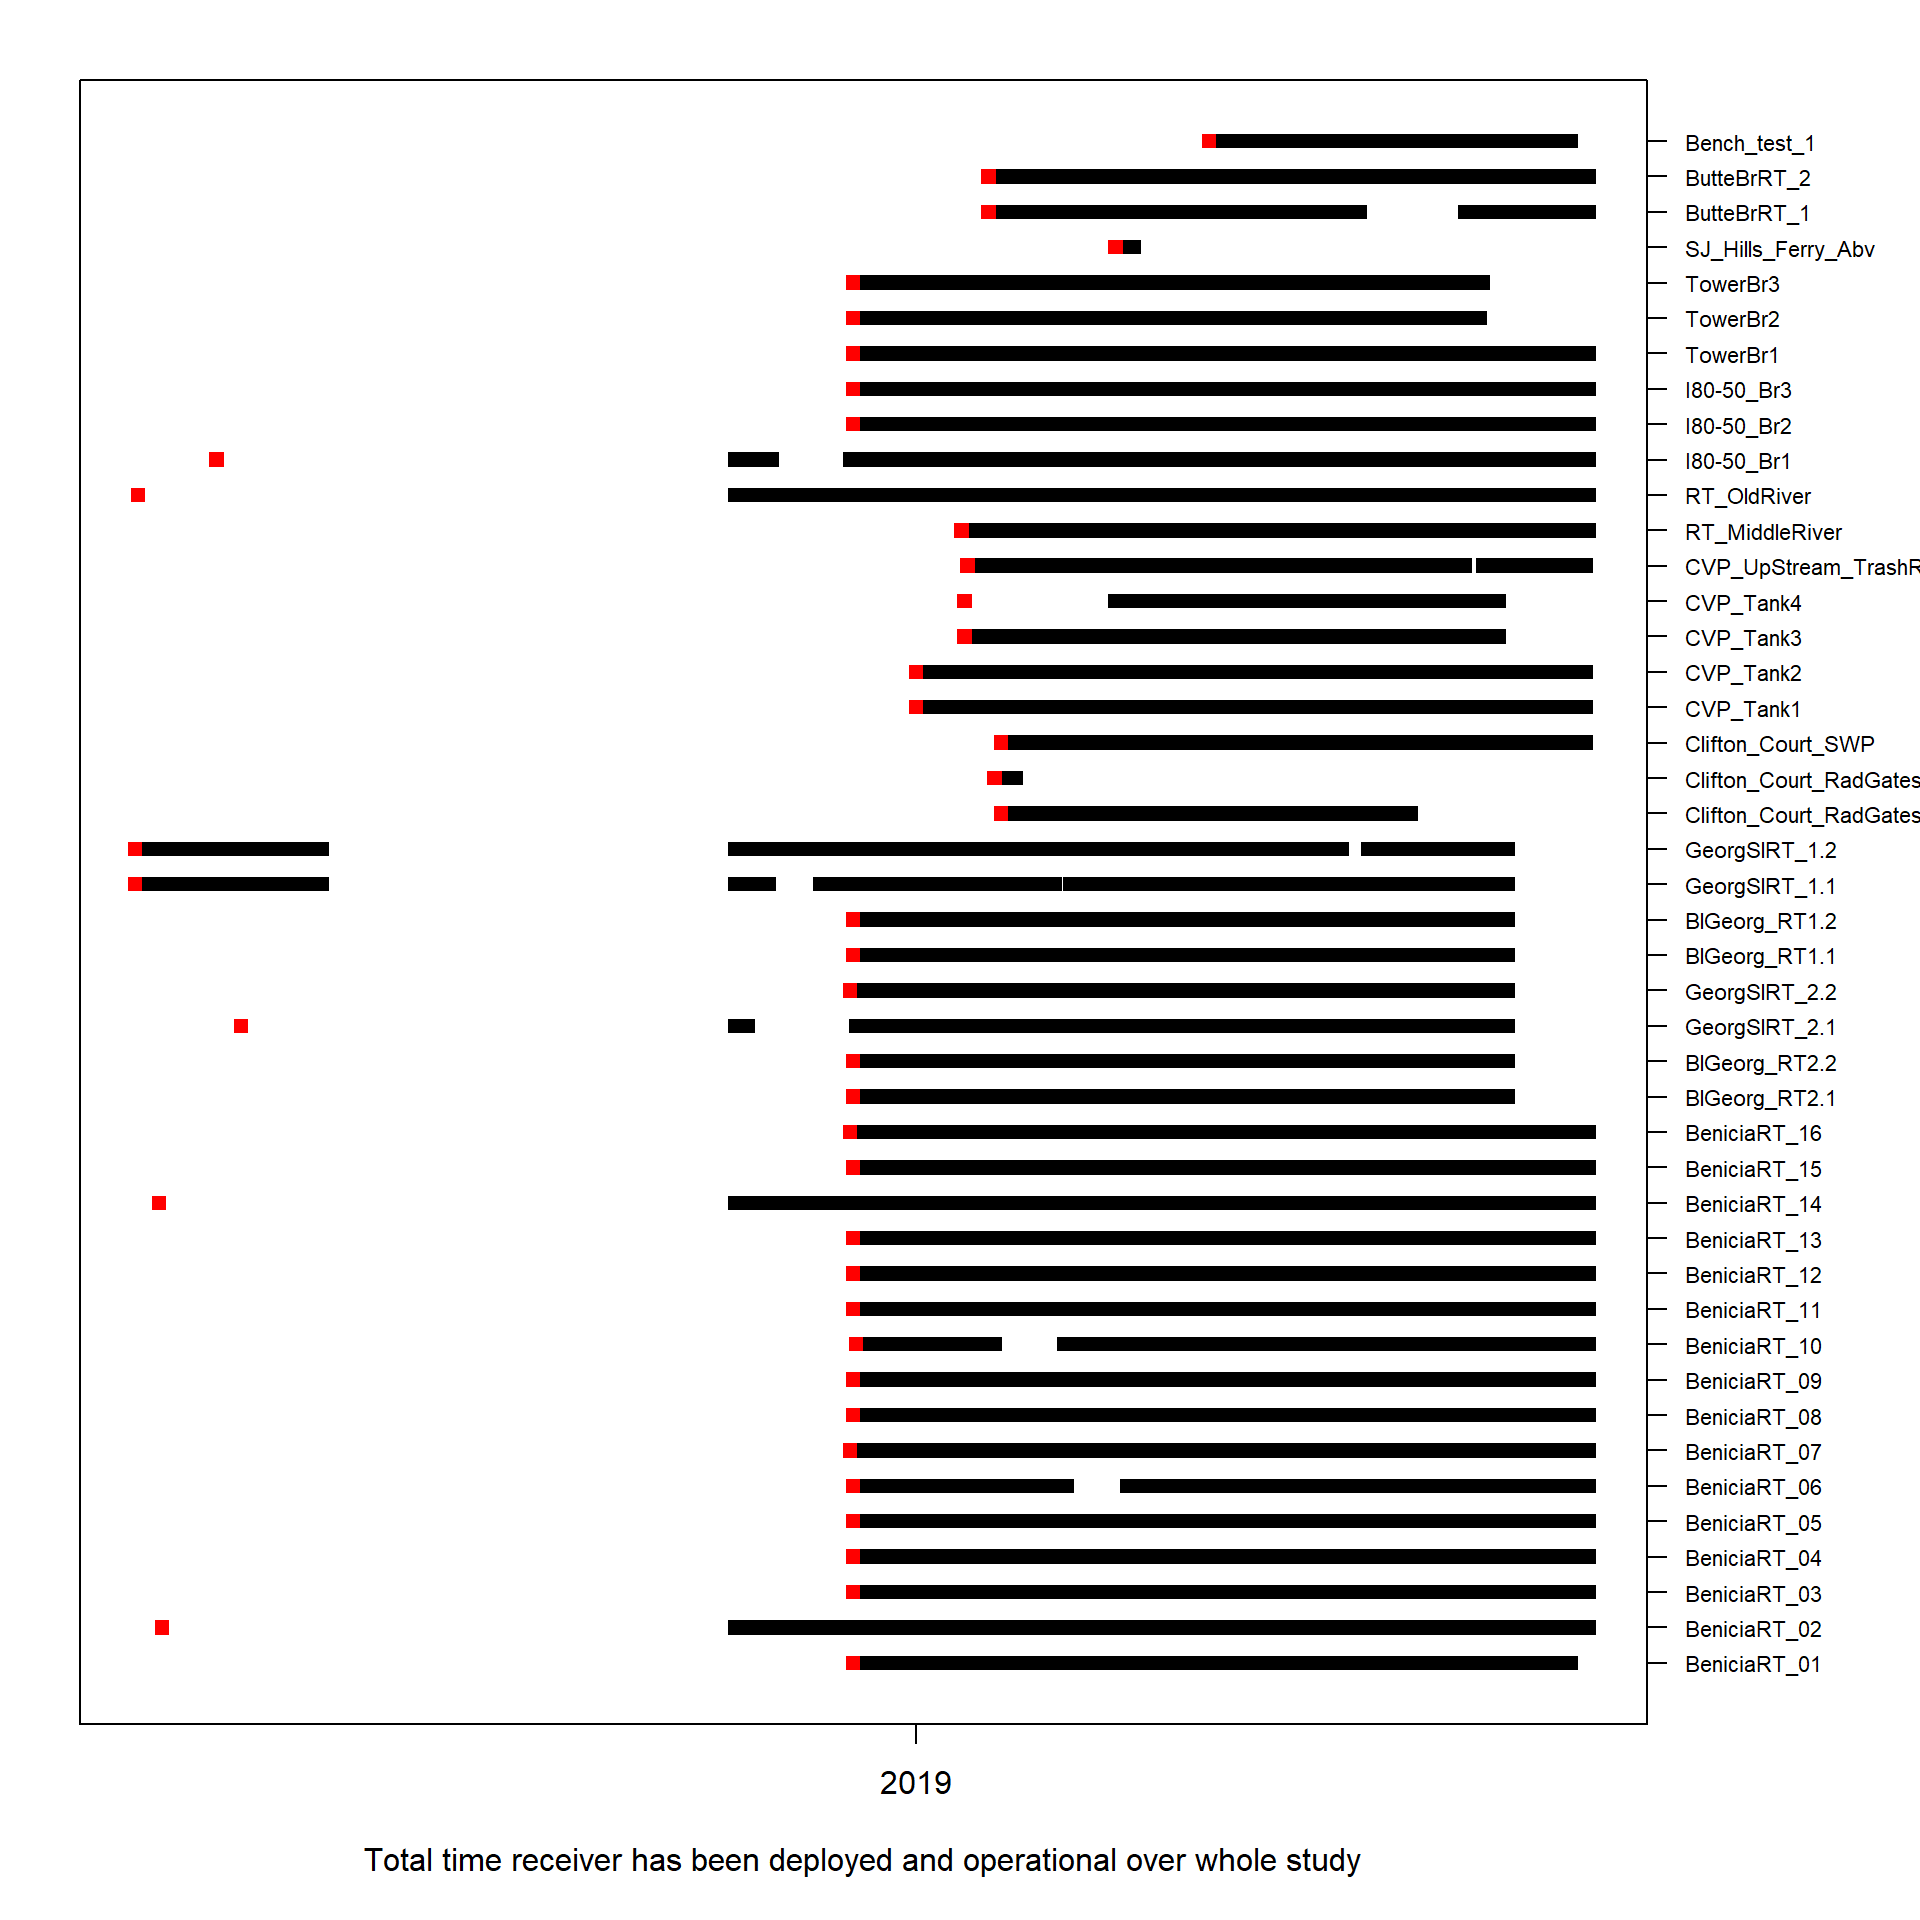 Bench_test_1
ButteBrRT_2
ButteBrRT_1
SJ_Hills_Ferry_Abv
TowerBr3
TowerBr2
TowerBr1
I80-50_Br3
I80-50_Br2
I80-50_Br1
RT_OldRiver
RT_MiddleRiver
CVP_UpStream_TrashR
CVP_Tank4
CVP_Tank3
CVP_Tank2
CVP_Tank1
Clifton_Court_SWP
Clifton_Court_RadGates
Clifton_Court_RadGates
GeorgSlRT_1.2
GeorgSlRT_1.1
BlGeorg_RT1.2
BlGeorg_RT1.1
GeorgSlRT_2.2
GeorgSlRT_2.1
BlGeorg_RT2.2
BlGeorg_RT2.1
BeniciaRT_16
BeniciaRT_15
BeniciaRT_14
BeniciaRT_13
BeniciaRT_12
BeniciaRT_11
BeniciaRT_10
BeniciaRT_09
BeniciaRT_08
BeniciaRT_07
BeniciaRT_06
BeniciaRT_05
BeniciaRT_04
BeniciaRT_03
BeniciaRT_02
BeniciaRT_01
2019
Total time receiver has been deployed and operational over whole study